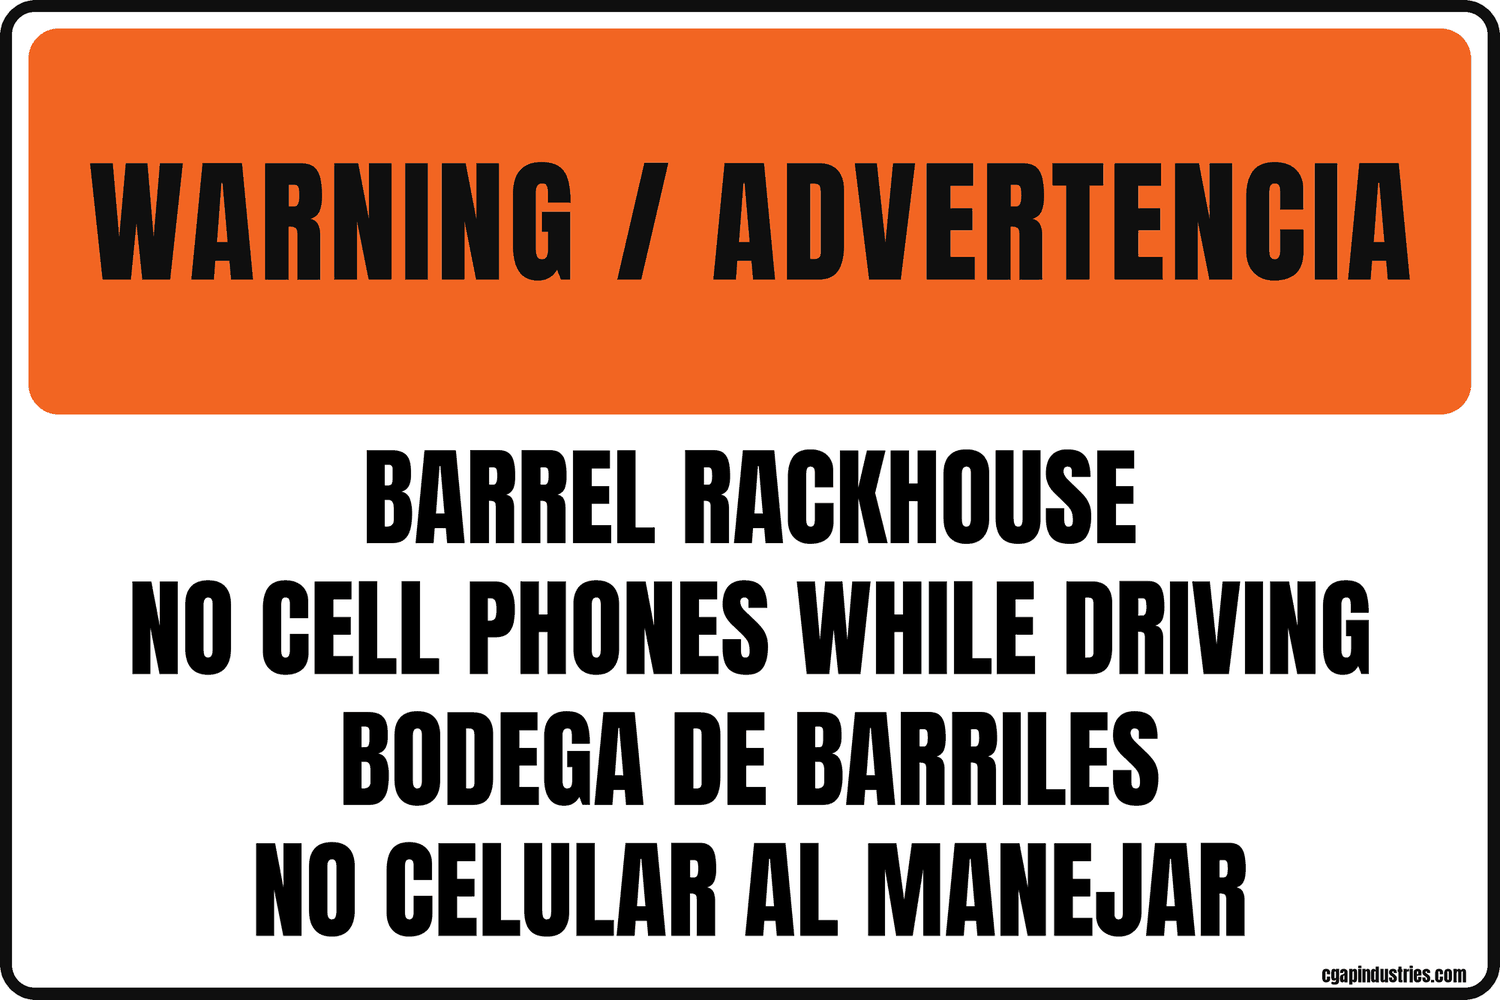 WARNING / ADVERTENCIA
BARREL RACKHOUSE
NO CELL PHONES WHILE DRIVING
BODEGA DE BARRILES
NO CELULAR AL MANEJAR
cgapindustries.com